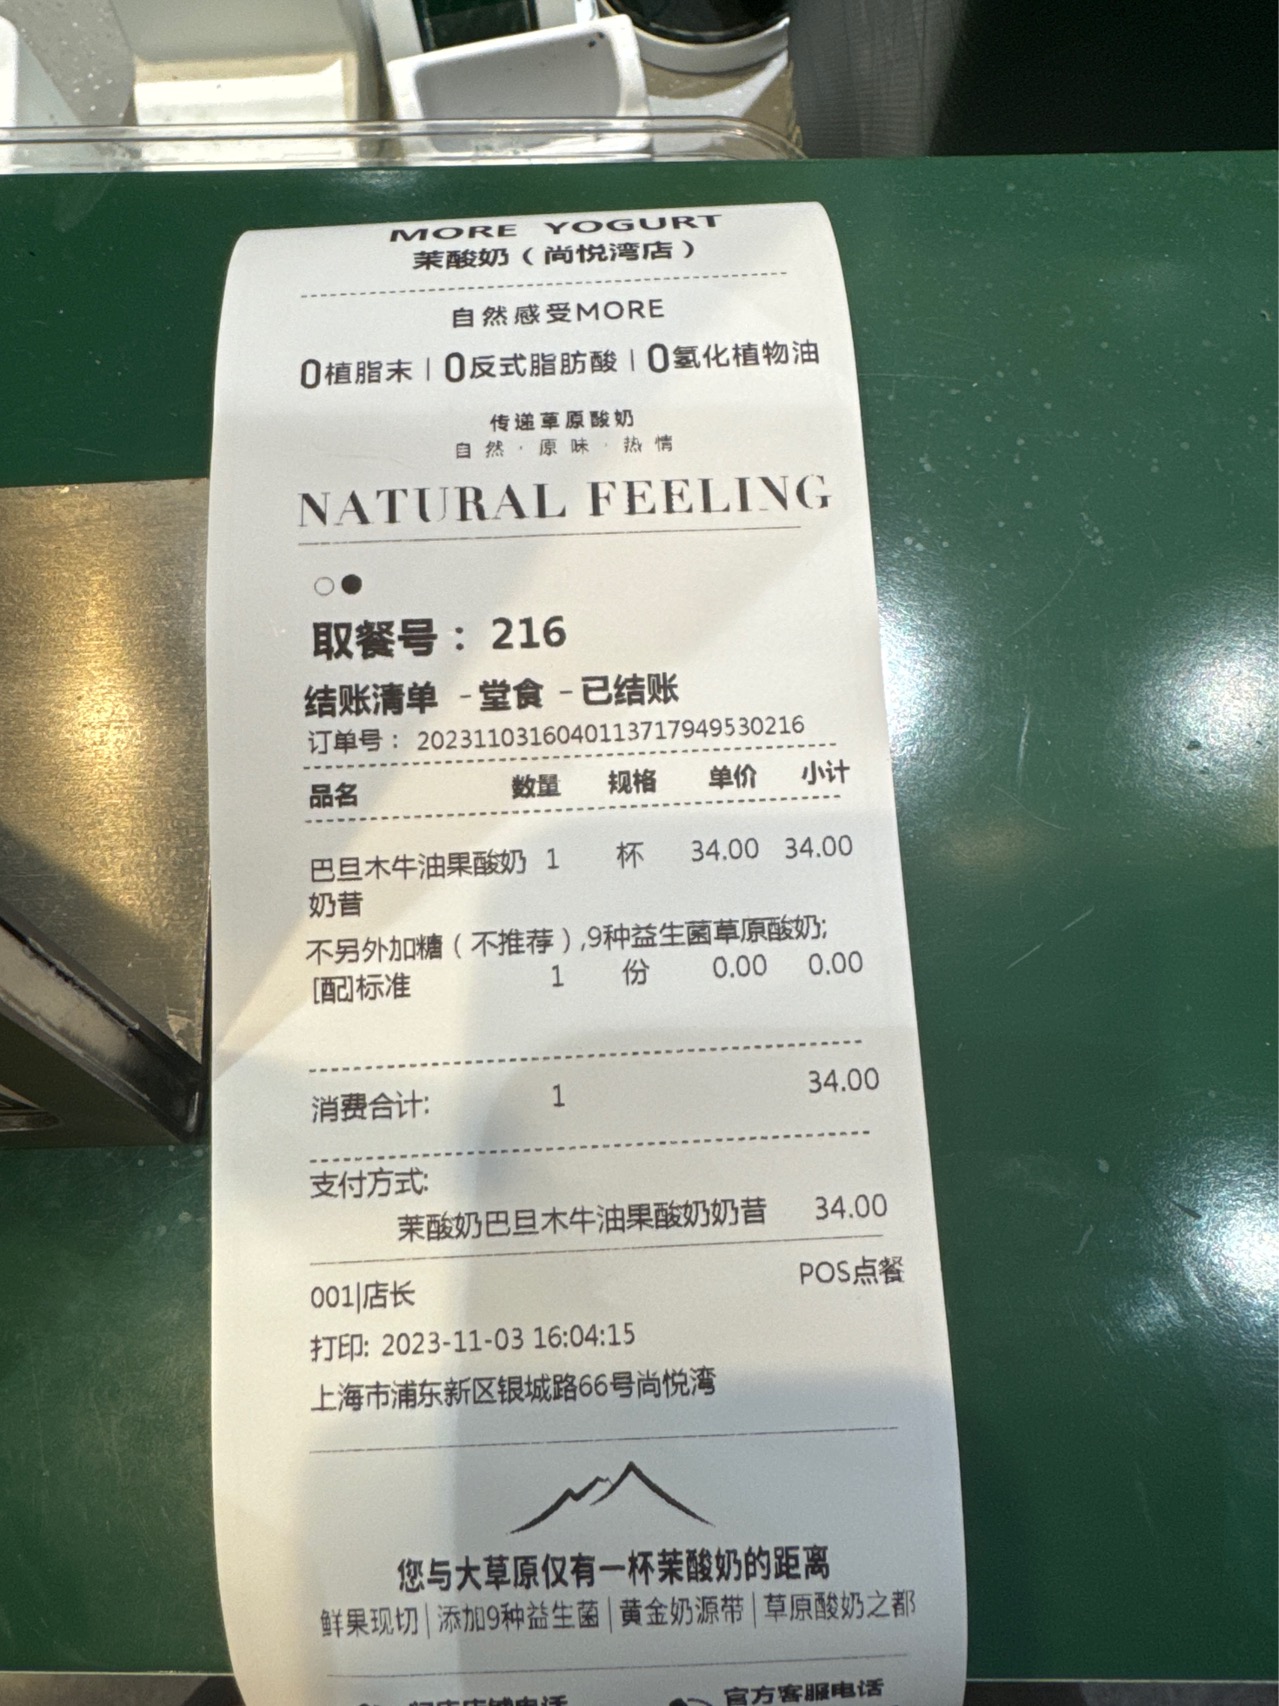 MORE YOGURT
茉酸奶（尚悦湾店）
自然感受MORE
0植脂末 | 0反式脂肪酸 | 0氢化植物油
传递草原酸奶
自然·原味·热情
NATURAL FEELING
取餐号：216
结账清单 -堂食 -已结账
订单号：2023110316040113717949530216
品名 数量 规格 单价 小计
巴旦木牛油果酸奶 1 杯 34.00 34.00
奶昔
不另外加糖（不推荐）,9种益生菌草原酸奶;
[配]标准 1 份 0.00 0.00
消费合计: 1 34.00
支付方式:
茉酸奶巴旦木牛油果酸奶奶昔 34.00
001|店长 POS点餐
打印: 2023-11-03 16:04:15
上海市浦东新区银城路66号尚悦湾
您与大草原仅有一杯茉酸奶的距离
鲜果现切 | 添加9种益生菌 | 黄金奶源带 | 草原酸奶之都
官方客服电话